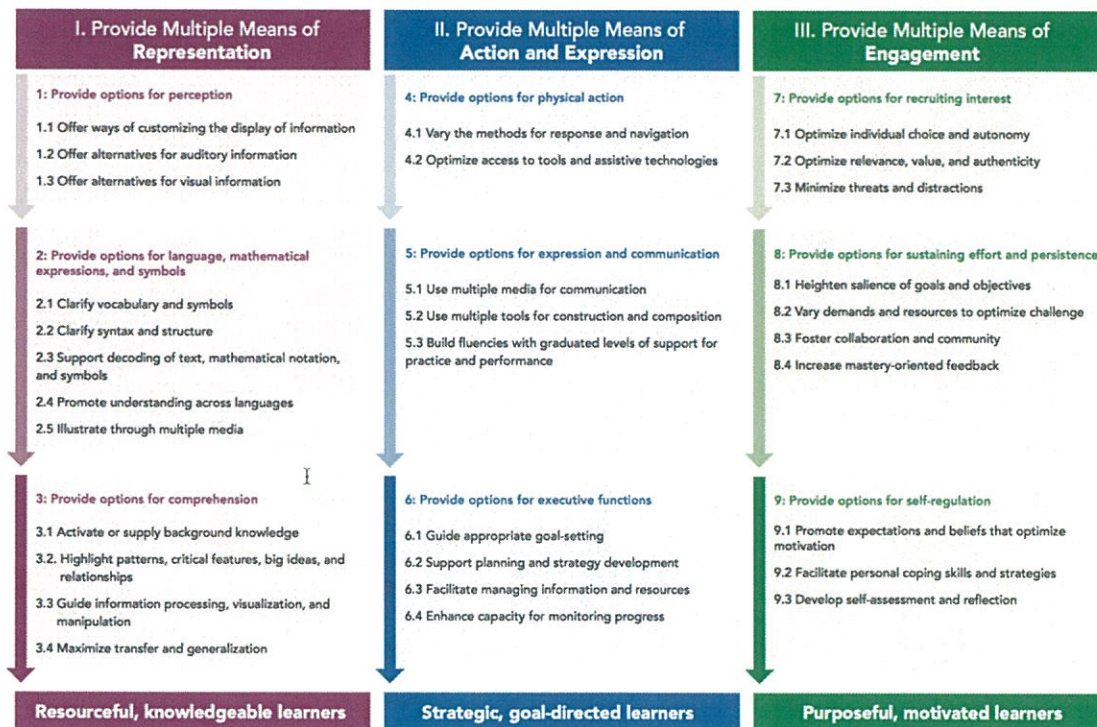 I. Provide Multiple Means of
Representation
1: Provide options for perception
1.1 Offer ways of customizing the display of information
1.2 Offer alternatives for auditory information
1.3 Offer alternatives for visual information
2: Provide options for language, mathematical
expressions, and symbols
2.1 Clarify vocabulary and symbols
2.2 Clarify syntax and structure
2.3 Support decoding of text, mathematical notation,
and symbols
2.4 Promote understanding across languages
2.5 Illustrate through multiple media
3: Provide options for comprehension
3.1 Activate or supply background knowledge
3.2. Highlight patterns, critical features, big ideas, and
relationships
3.3 Guide information processing, visualization, and
manipulation
3.4 Maximize transfer and generalization
Resourceful, knowledgeable learners
II. Provide Multiple Means of
Action and Expression
4: Provide options for physical action
4.1 Vary the methods for response and navigation
4.2 Optimize access to tools and assistive technologies
5: Provide options for expression and communication
5.1 Use multiple media for communication
5.2 Use multiple tools for construction and composition
5.3 Build fluencies with graduated levels of support for
practice and performance
6: Provide options for executive functions
6.1 Guide appropriate goal-setting
6.2 Support planning and strategy development
6.3 Facilitate managing information and resources
6.4 Enhance capacity for monitoring progress
Strategic, goal-directed learners
III. Provide Multiple Means of
Engagement
7: Provide options for recruiting interest
7.1 Optimize individual choice and autonomy
7.2 Optimize relevance, value, and authenticity
7.3 Minimize threats and distractions
8: Provide options for sustaining effort and persistence
8.1 Heighten salience of goals and objectives
8.2 Vary demands and resources to optimize challenge
8.3 Foster collaboration and community
8.4 Increase mastery-oriented feedback
9: Provide options for self-regulation
9.1 Promote expectations and beliefs that optimize
motivation
9.2 Facilitate personal coping skills and strategies
9.3 Develop self-assessment and reflection
Purposeful, motivated learners